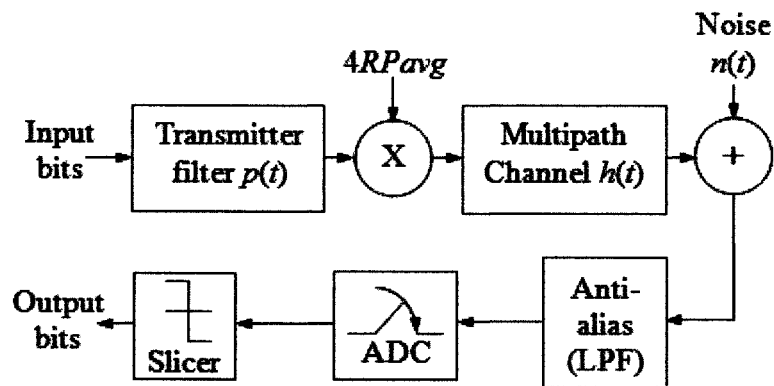 Noise
n(t)
4RPavg
Input
bits
Transmitter
filter p(t)
X
Multipath
Channel h(t)
+
Output
bits
Slicer
ADC
Anti-
alias
(LPF)